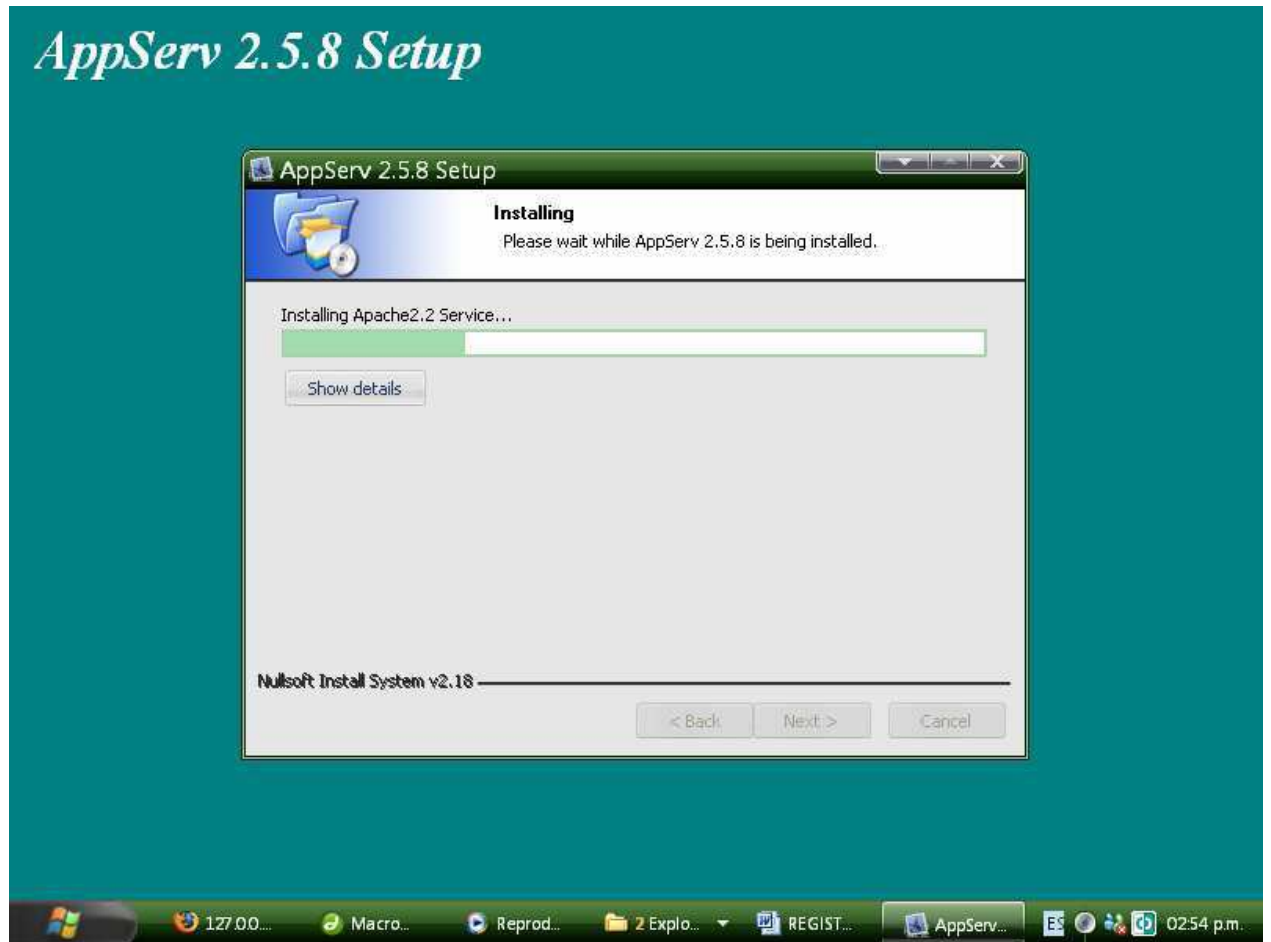 AppServ 2.5.8 Setup
AppServ 2.5.8 Setup
X
Installing
Please wait while AppServ 2.5.8 is being installed.
Installing Apache2.2 Service...
Show details
Nullsoft Install System v2.18
< Back
Next >
Cancel
127.0.0...
Macro...
Reprod...
2 Explo...
REGIST...
AppServ...
ES
02:54 p.m.